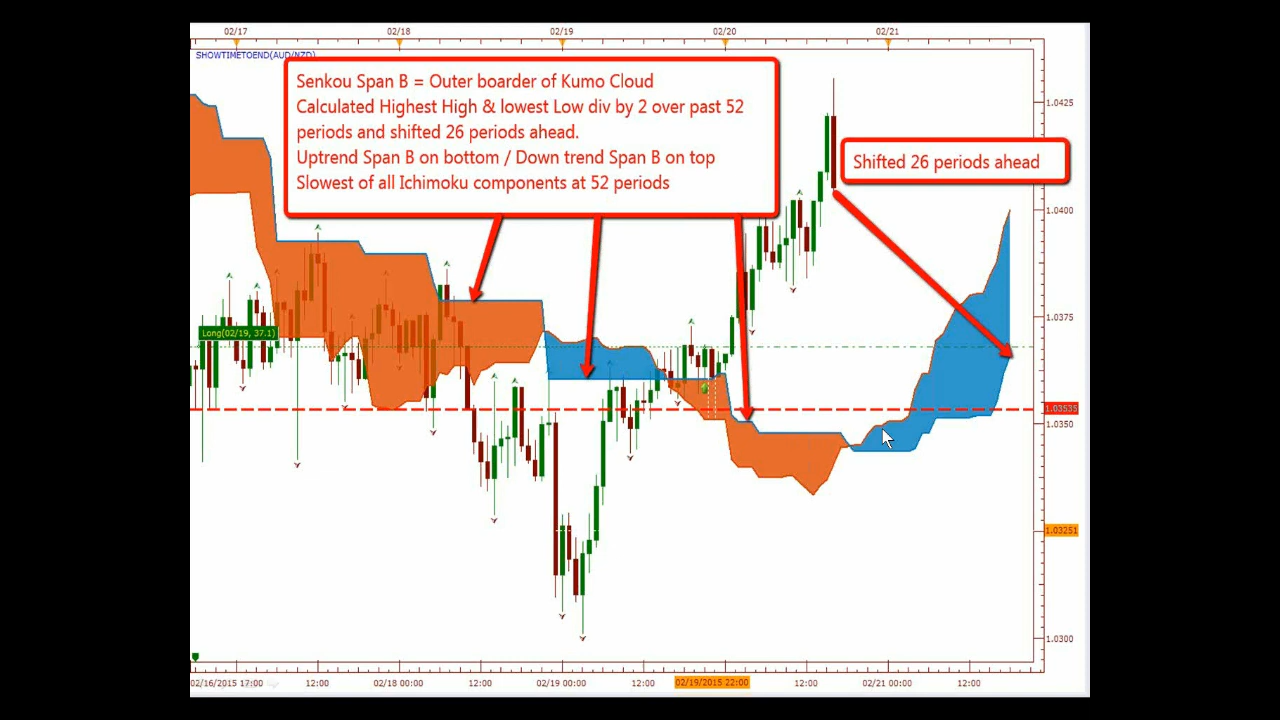 02/17 02/18 02/19 02/20 02/21
SHOWTIMETOEND(AUD/NZD)
Senkou Span B = Outer boarder of Kumo Cloud
Calculated Highest High & lowest Low div by 2 over past 52
periods and shifted 26 periods ahead.
Uptrend Span B on bottom / Down trend Span B on top
Slowest of all Ichimoku components at 52 periods
1.0425
Shifted 26 periods ahead
1.0400
1.0375
Long(02/19, 37.1)
1.03535
1.0350
1.03251
1.0300
02/16/2015 17:00 12:00 02/18 00:00 12:00 02/19 00:00 12:00 02/19/2015 22:00 12:00 02/21 00:00 12:00